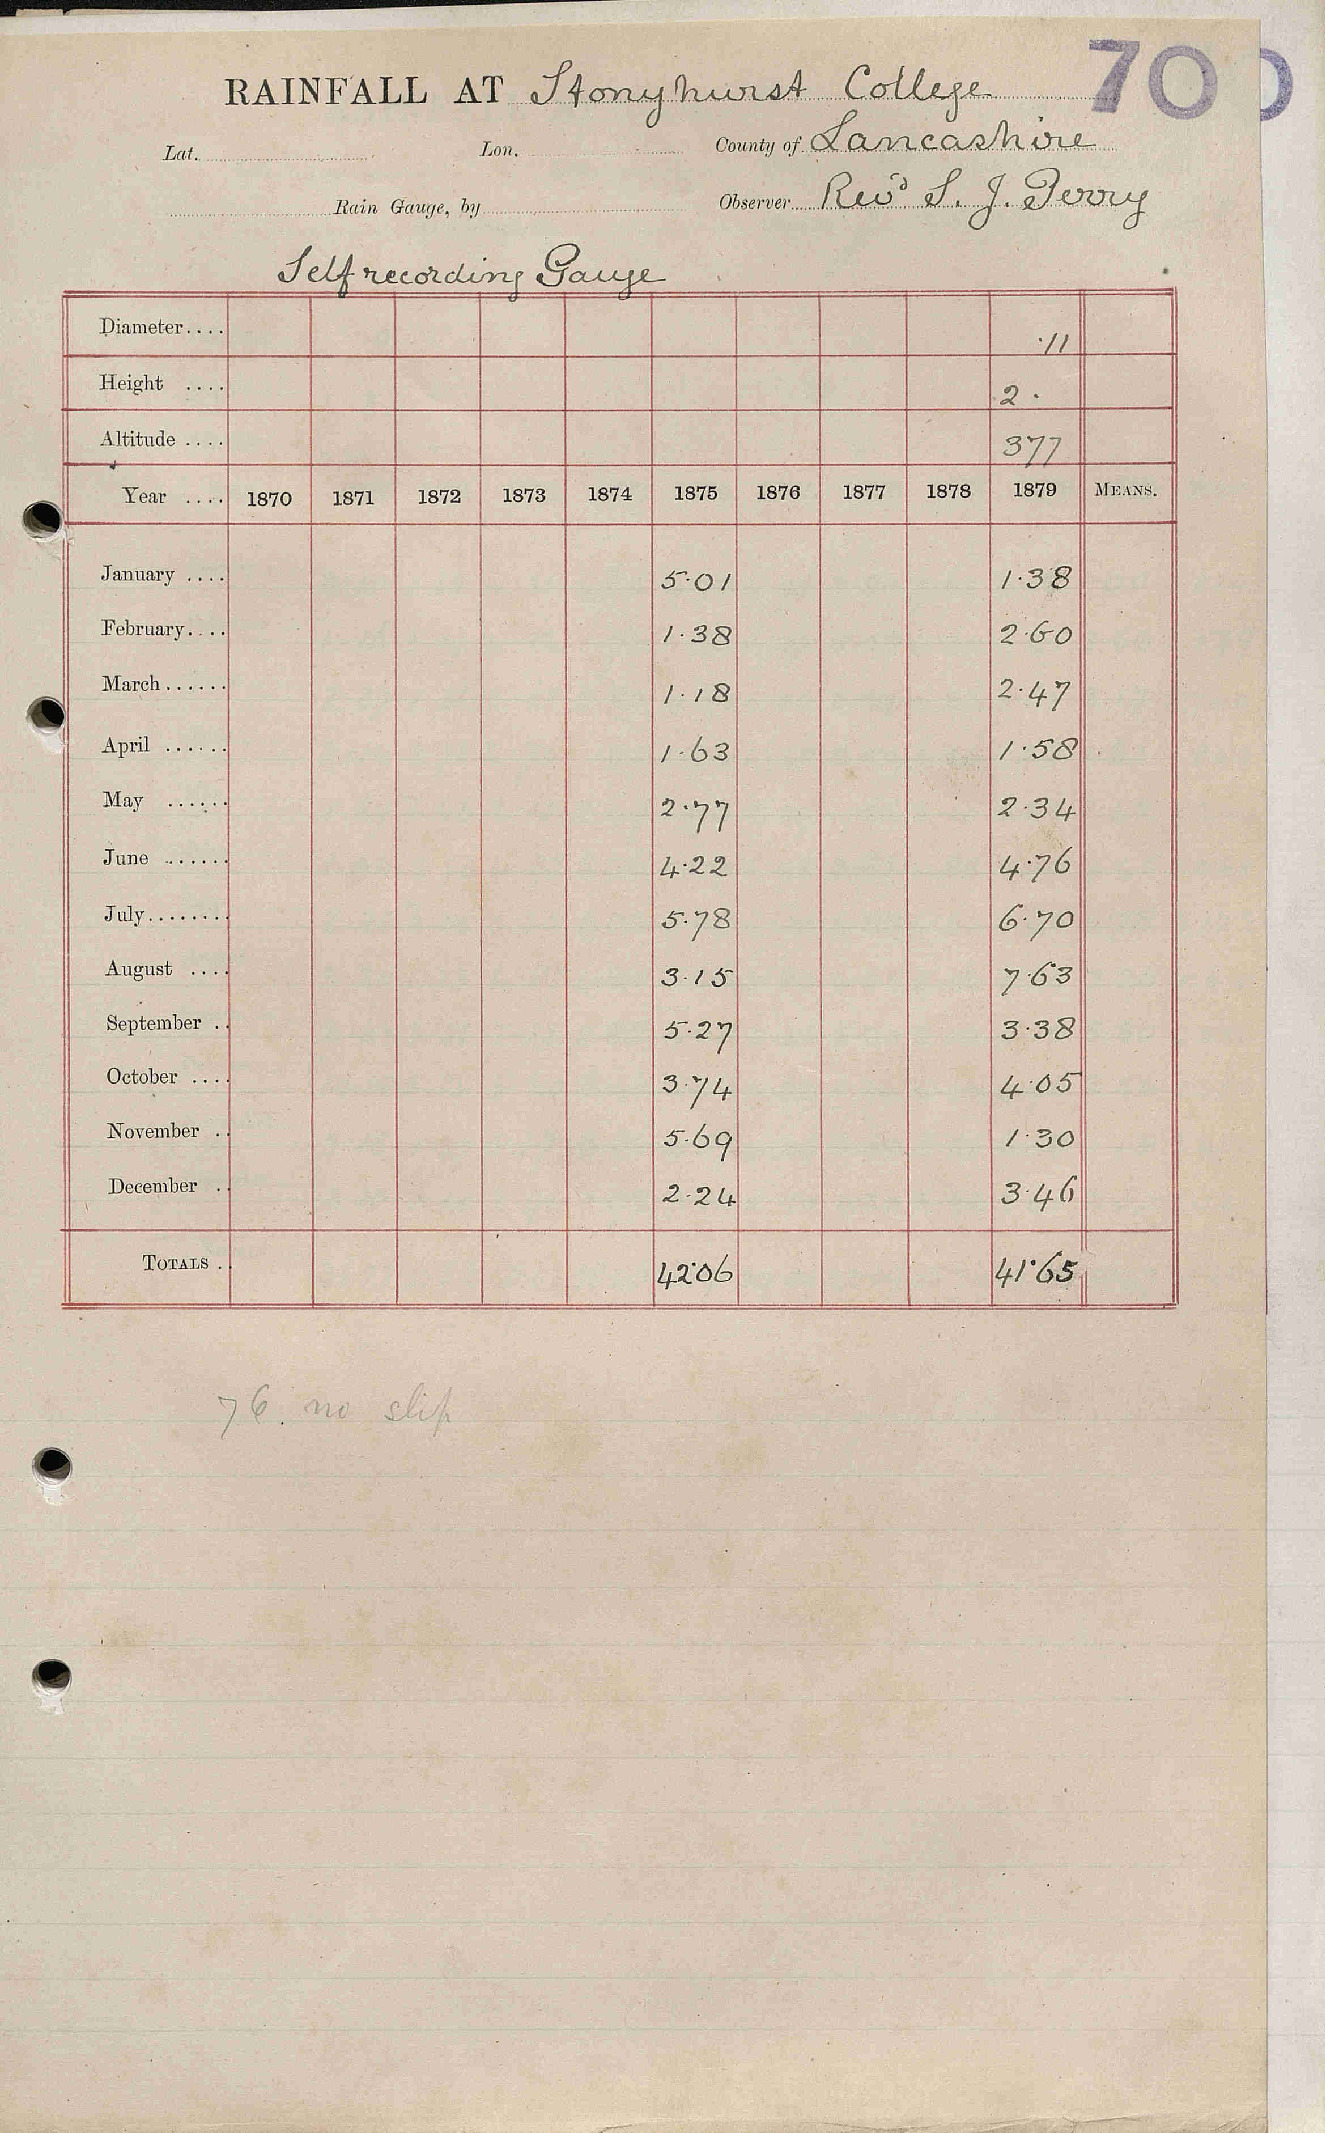 RAINFALL AT Stonyhurst College 70
Lat. Lon. County of Lancashire
Rain Gauge, by Observer Revd S. J. Perry
Self recording Gauge
Diameter.... .11
Height .... 2 .
Altitude .... 377
Year .... 1870 1871 1872 1873 1874 1875 1876 1877 1878 1879 MEANS.
January .... 5.01 1.38
February.... 1.38 2.60
March...... 1.18 2.47
April ...... 1.63 1.58
May ...... 2.77 2.34
June ...... 4.22 4.76
July........ 5.78 6.70
August .... 3.15 7.63
September .. 5.27 3.38
October .... 3.74 4.05
November .. 5.69 1.30
December .. 2.24 3.46
TOTALS . 42.06 41.65
76. no slip